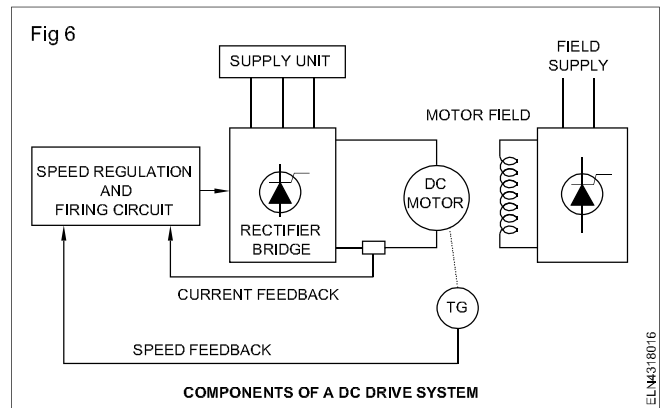 Fig 6
SUPPLY UNIT
FIELD
SUPPLY
MOTOR FIELD
SPEED REGULATION
AND
FIRING CIRCUIT
RECTIFIER
BRIDGE
DC
MOTOR
CURRENT FEEDBACK
TG
SPEED FEEDBACK
COMPONENTS OF A DC DRIVE SYSTEM
ELN4318016